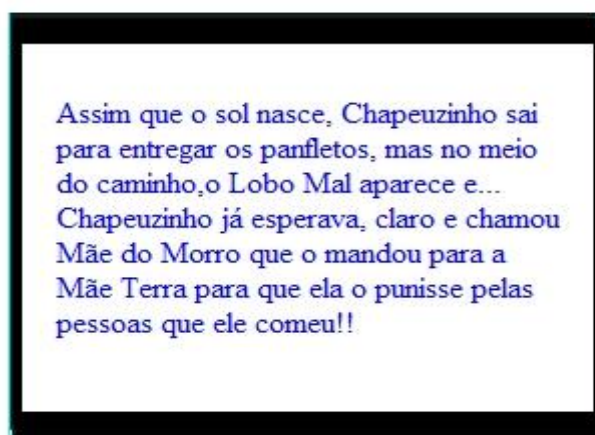 Assim que o sol nasce, Chapeuzinho sai
para entregar os panfletos, mas no meio
do caminho,o Lobo Mal aparece e...
Chapeuzinho já esperava, claro e chamou
Mãe do Morro que o mandou para a
Mãe Terra para que ela o punisse pelas
pessoas que ele comeu!!